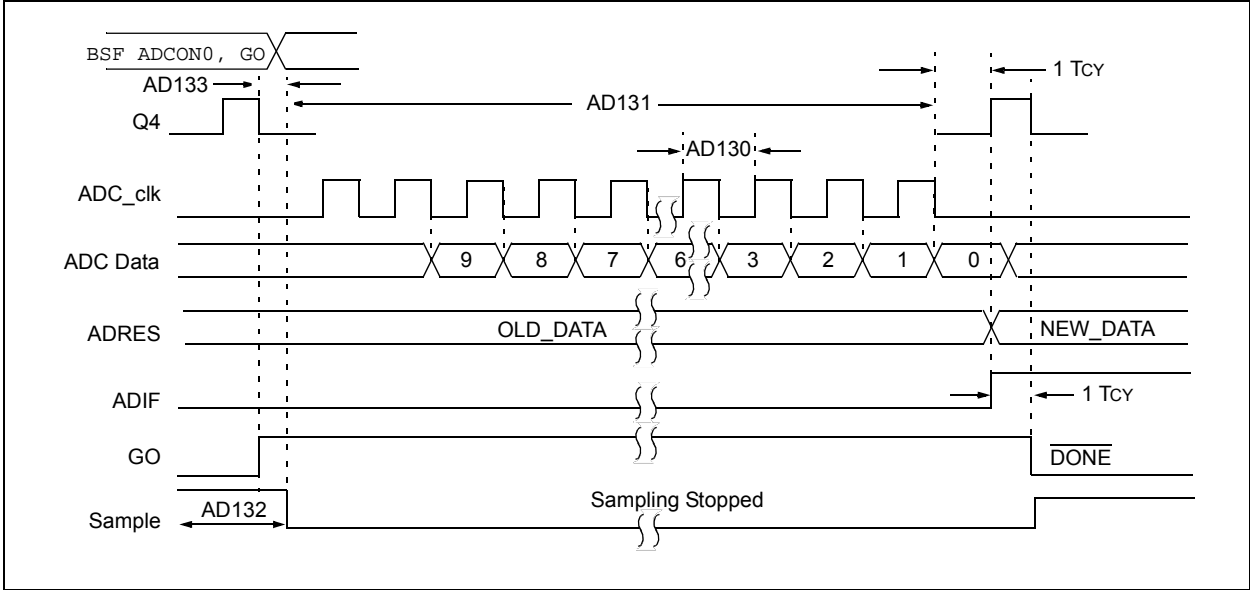 BSF ADCON0, GO
1 TCY
AD133
AD131
Q4
AD130
ADC_clk
ADC Data 9 8 7 6 3 2 1 0
ADRES OLD_DATA NEW_DATA
ADIF 1 TCY
GO DONE
Sampling Stopped
AD132
Sample